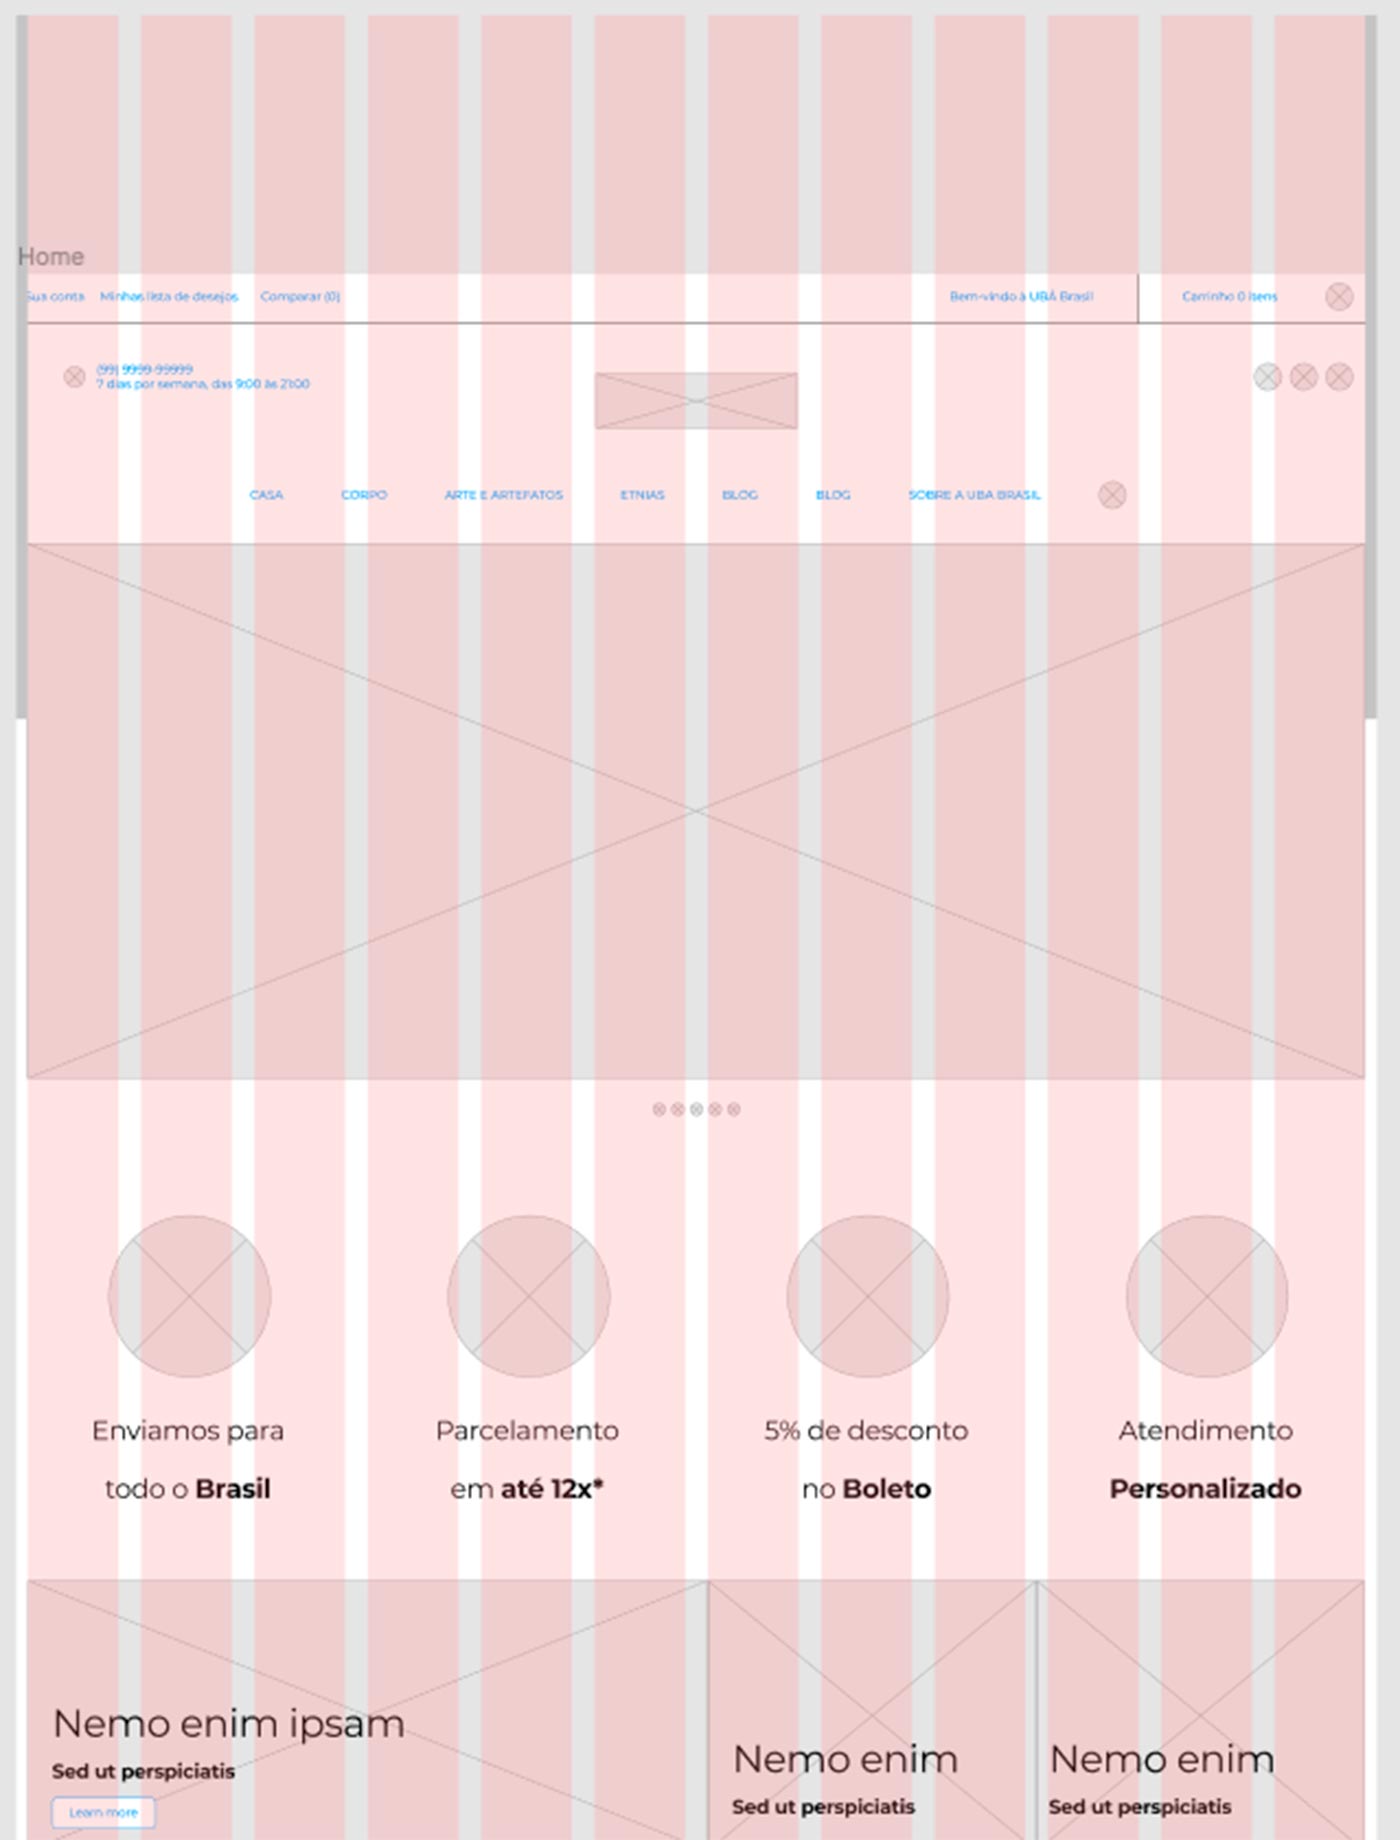 Home
Sua conta Minhas lista de desejos Comparar (0) Bem-vindo à UBÁ Brasil Carrinho 0 itens
(99) 9999-99999
7 dias por semana, das 9:00 às 21:00
CASA CORPO ARTE E ARTEFATOS ETNIAS BLOG BLOG SOBRE A UBA BRASIL
Enviamos para
todo o Brasil
Parcelamento
em até 12x*
5% de desconto
no Boleto
Atendimento
Personalizado
Nemo enim ipsam
Sed ut perspiciatis
Learn more
Nemo enim
Sed ut perspiciatis
Nemo enim
Sed ut perspiciatis